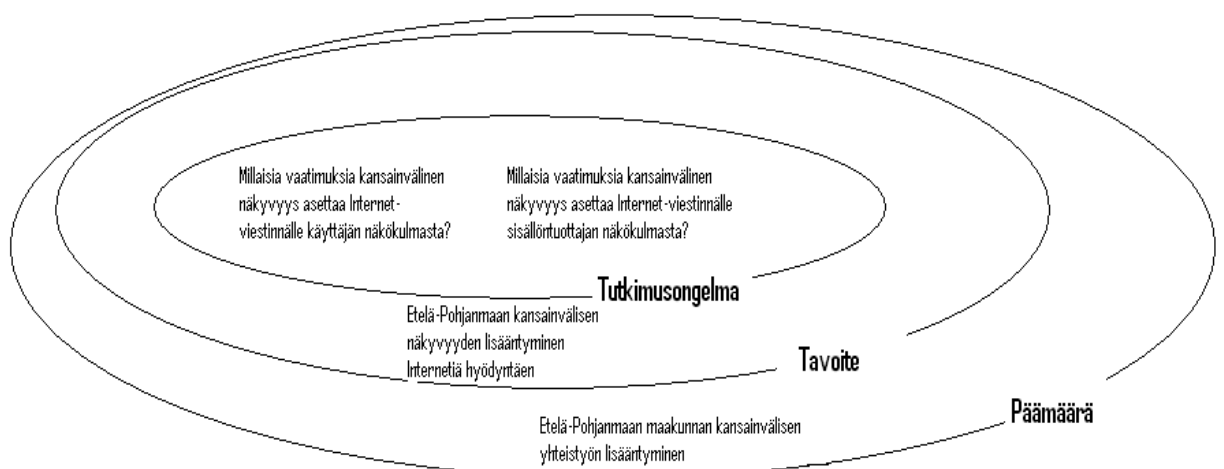 Millaisia vaatimuksia kansainvälinen
näkyvyys asettaa Internet-
viestinnälle käyttäjän näkökulmasta?
Millaisia vaatimuksia kansainvälinen
näkyvyys asettaa Internet-viestinnälle
sisällöntuottajan näkökulmasta?
Tutkimusongelma
Etelä-Pohjanmaan kansainvälisen
näkyvyyden lisääntyminen
Internetiä hyödyntäen
Tavoite
Päämäärä
Etelä-Pohjanmaan maakunnan kansainvälisen
yhteistyön lisääntyminen